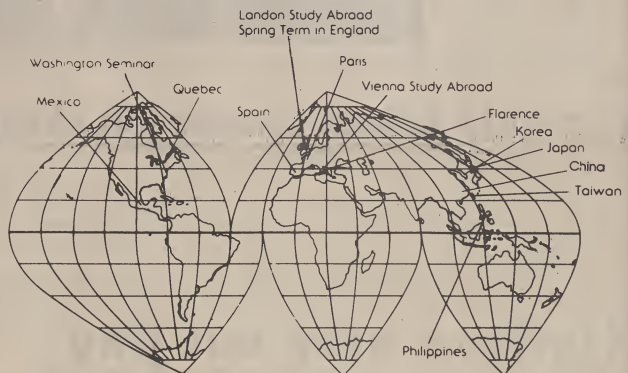 Landon Study Abroad
Spring Term in England
Washington Seminar
Paris
Mexico
Quebec
Vienna Study Abroad
Spain
Florence
Korea
Japan
China
Taiwan
Philippines